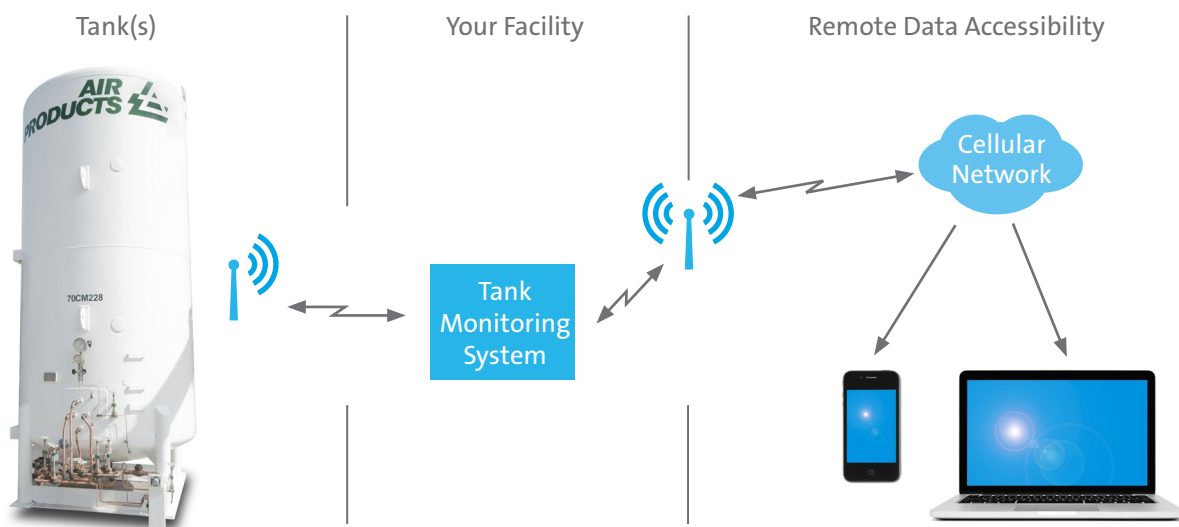 Tank(s)
Your Facility
Remote Data Accessibility
AIR
PRODUCTS
70CM228
Tank
Monitoring
System
Cellular
Network